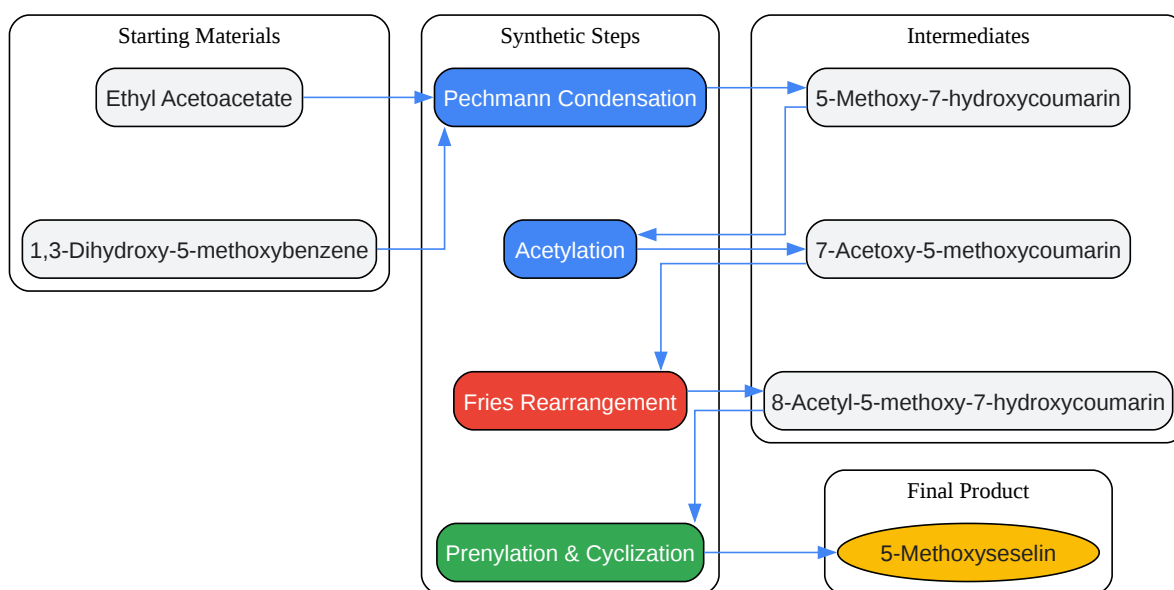 Starting Materials
Synthetic Steps
Intermediates
Ethyl Acetoacetate
Pechmann Condensation
5-Methoxy-7-hydroxycoumarin
1,3-Dihydroxy-5-methoxybenzene
Acetylation
7-Acetoxy-5-methoxycoumarin
Fries Rearrangement
8-Acetyl-5-methoxy-7-hydroxycoumarin
Final Product
Prenylation & Cyclization
5-Methoxyseselin